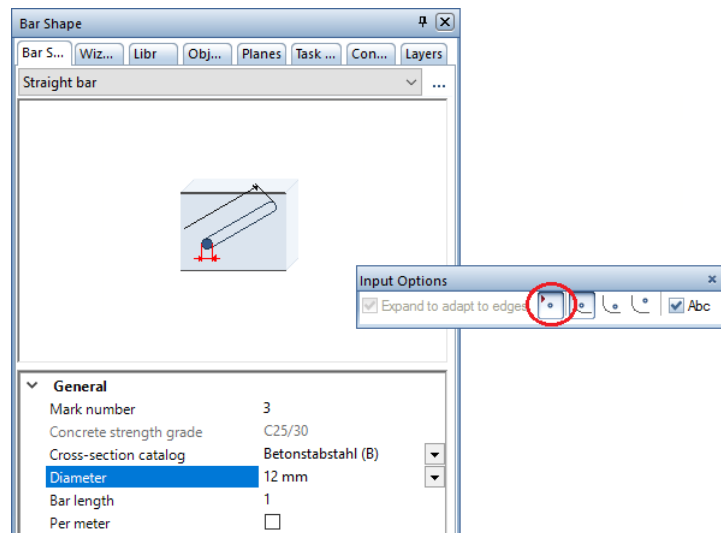 Bar Shape
Bar S... Wiz... Libr Obj... Planes Task ... Con... Layers
Straight bar ...
Input Options
Expand to adapt to edges Abc
General
Mark number 3
Concrete strength grade C25/30
Cross-section catalog Betonstabstahl (B)
Diameter 12 mm
Bar length 1
Per meter